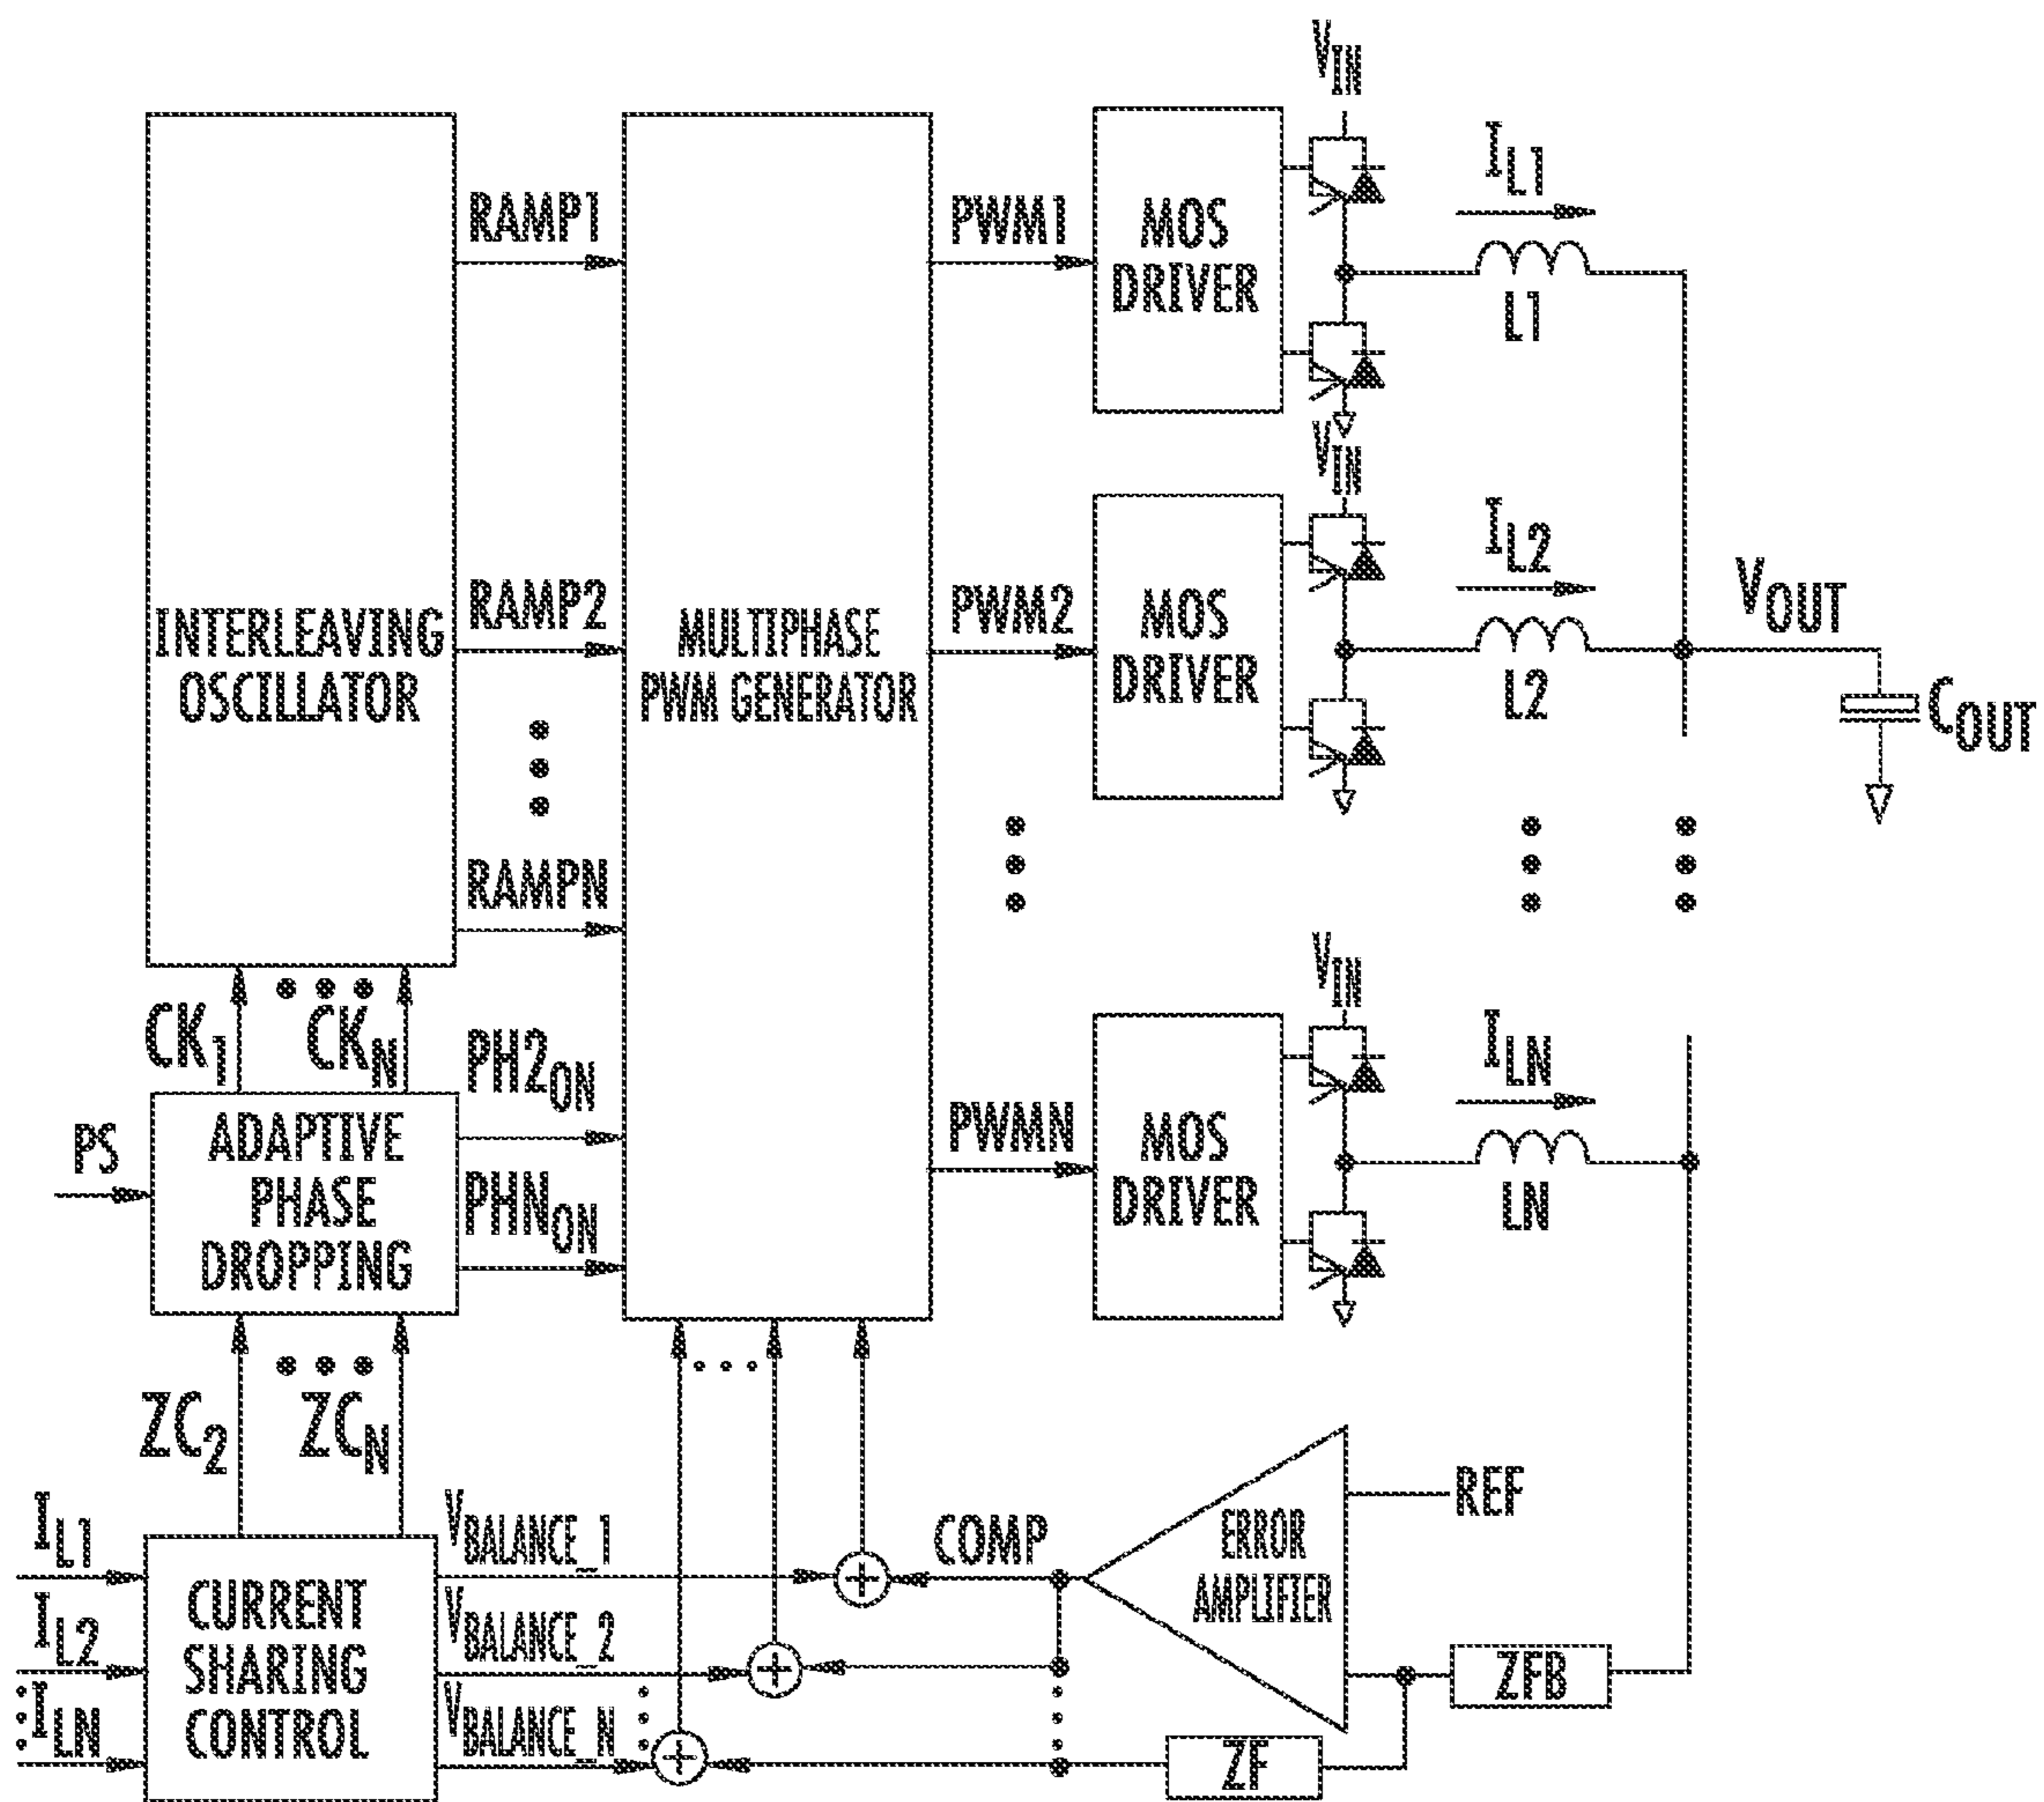 VIN
IL1
RAMP1
PWM1
MOS
DRIVER
L1
VIN
IL2
INTERLEAVING
OSCILLATOR
RAMP2
MULTIPHASE
PWM GENERATOR
PWM2
MOS
DRIVER
L2
VOUT
COUT
RAMPN
VIN
CK1
CKN
PH2ON
ILN
PS
ADAPTIVE
PHASE
DROPPING
PHNON
PWMN
MOS
DRIVER
LN
ZC2
ZCN
IL1
IL2
ILN
CURRENT
SHARING
CONTROL
VBALANCE_1
VBALANCE_2
VBALANCE_N
+
+
+
COMP
ERROR
AMPLIFIER
REF
ZFB
ZF